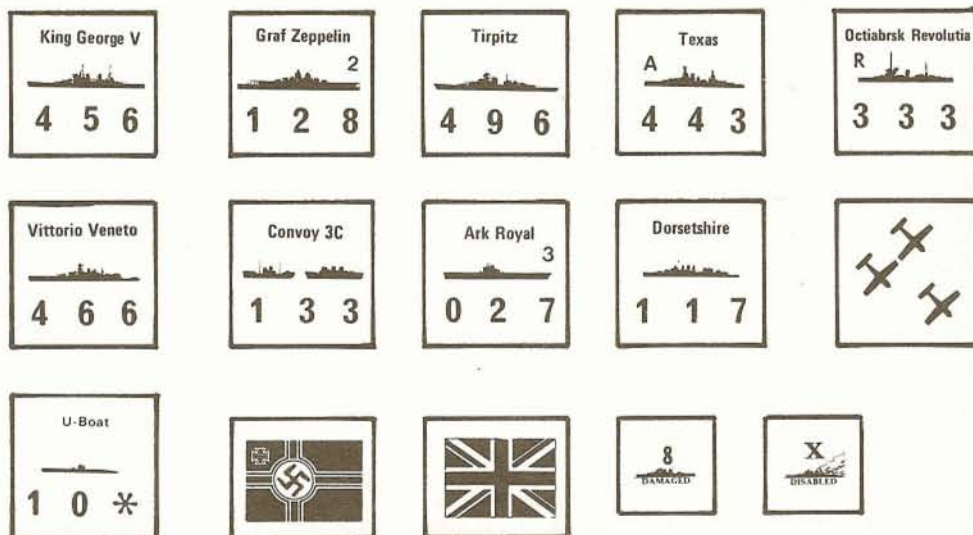 King George V
4 5 6
Graf Zeppelin
2
1 2 8
Tirpitz
4 9 6
Texas
A
4 4 3
Octiabrsk Revolutia
R
3 3 3
Vittorio Veneto
4 6 6
Convoy 3C
1 3 3
Ark Royal
3
0 2 7
Dorsetshire
1 1 7
U-Boat
1 0 *
8
DAMAGED
X
DISABLED